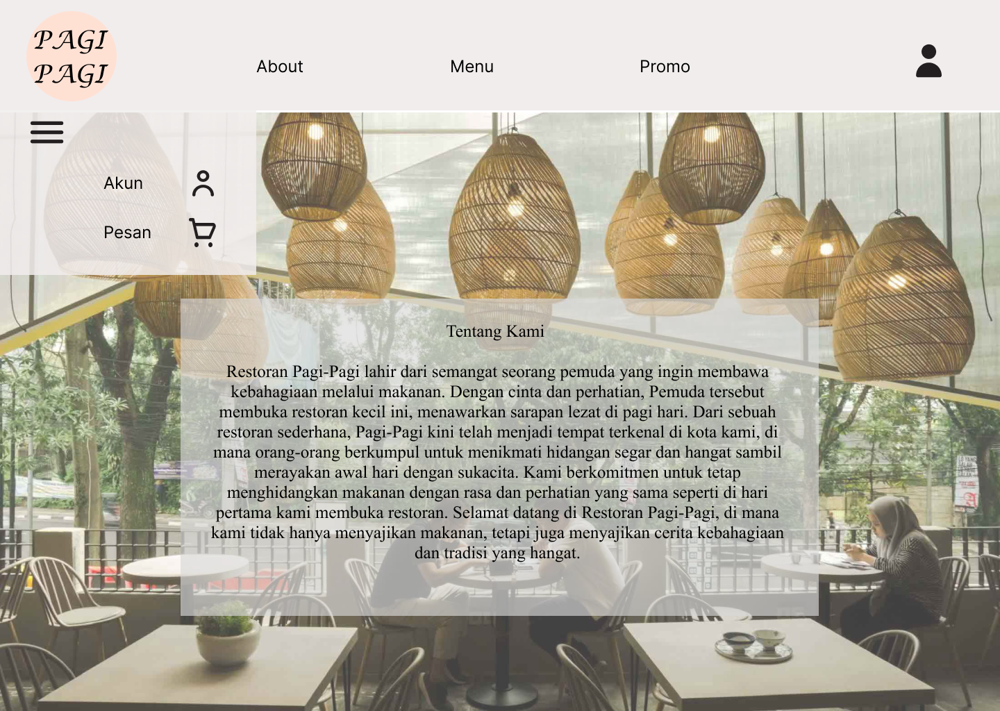 PAGI
PAGI
About
Menu
Promo
Akun
Pesan
Tentang Kami
Restoran Pagi-Pagi lahir dari semangat seorang pemuda yang ingin membawa
kebahagiaan melalui makanan. Dengan cinta dan perhatian, Pemuda tersebut
membuka restoran kecil ini, menawarkan sarapan lezat di pagi hari. Dari sebuah
restoran sederhana, Pagi-Pagi kini telah menjadi tempat terkenal di kota kami, di
mana orang-orang berkumpul untuk menikmati hidangan segar dan hangat sambil
merayakan awal hari dengan sukacita. Kami berkomitmen untuk tetap
menghidangkan makanan dengan rasa dan perhatian yang sama seperti di hari
pertama kami membuka restoran. Selamat datang di Restoran Pagi-Pagi, di mana
kami tidak hanya menyajikan makanan, tetapi juga menyajikan cerita kebahagiaan
dan tradisi yang hangat.